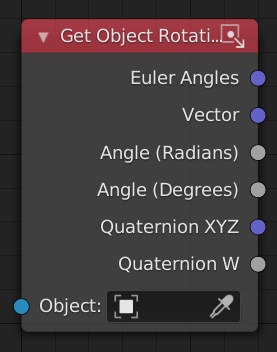 Get Object Rotati...
Euler Angles
Vector
Angle (Radians)
Angle (Degrees)
Quaternion XYZ
Quaternion W
Object: